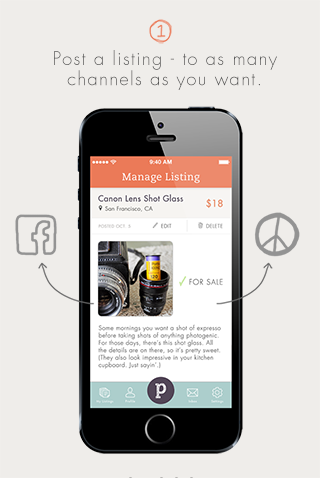 1
Post a listing - to as many
channels as you want.
9:40 AM
Manage Listing
Canon Lens Shot Glass
$18
San Francisco, CA
POSTED OCT. 5
EDIT
DELETE
FOR SALE
Some mornings you want a shot of espresso
before taking shots of anything photogenic.
For those days, there's this shot glass. All
the details are on there, so it's pretty sweet.
(They also look impressive in your kitchen
cupboard. Just sayin'.)
p
My Listings
Profile
Inbox
Settings